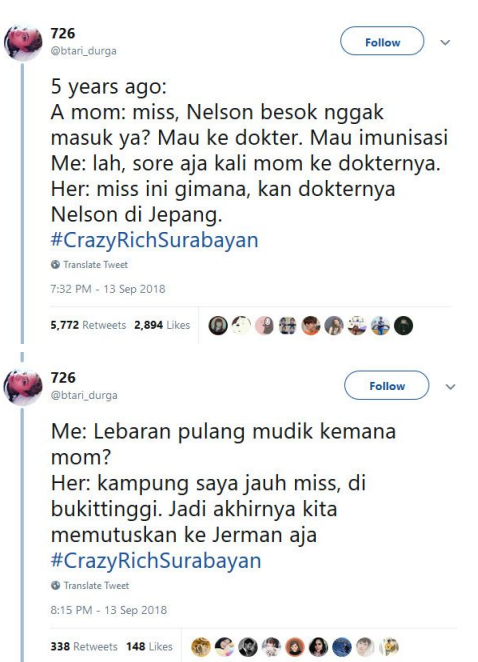 726
@btari_durga
Follow
5 years ago:
A mom: miss, Nelson besok nggak
masuk ya? Mau ke dokter. Mau imunisasi
Me: lah, sore aja kali mom ke dokternya.
Her: miss ini gimana, kan dokternya
Nelson di Jepang.
#CrazyRichSurabayan
Translate Tweet
7:32 PM - 13 Sep 2018
5,772 Retweets 2,894 Likes
726
@btari_durga
Follow
Me: Lebaran pulang mudik kemana
mom?
Her: kampung saya jauh miss, di
bukittinggi. Jadi akhirnya kita
memutuskan ke Jerman aja
#CrazyRichSurabayan
Translate Tweet
8:15 PM - 13 Sep 2018
338 Retweets 148 Likes